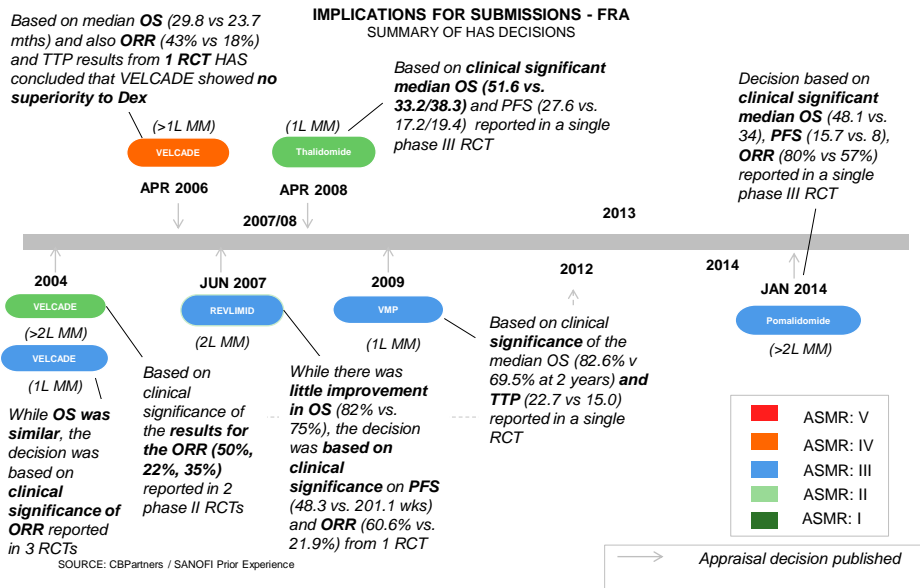 IMPLICATIONS FOR SUBMISSIONS - FRA
SUMMARY OF HAS DECISIONS
Based on median OS (29.8 vs 23.7
mths) and also ORR (43% vs 18%)
and TTP results from 1 RCT HAS
concluded that VELCADE showed no
superiority to Dex
(>1L MM)
VELCADE
APR 2006
Based on clinical significant
median OS (51.6 vs.
33.2/38.3) and PFS (27.6 vs.
17.2/19.4) reported in a single
phase III RCT
(1L MM)
Thalidomide
APR 2008
Decision based on
clinical significant
median OS (48.1 vs.
34), PFS (15.7 vs. 8),
ORR (80% vs 57%)
reported in a single
phase III RCT
2007/08
2013
2004
VELCADE
(>2L MM)
VELCADE
(1L MM)
While OS was
similar, the
decision was
based on
clinical
significance of
ORR reported
in 3 RCTs
Based on
clinical
significance of
the results for
the ORR (50%,
22%, 35%)
reported in 2
phase II RCTs
JUN 2007
REVLIMID
(2L MM)
While there was
little improvement
in OS (82% vs.
75%), the decision
was based on
clinical
significance on PFS
(48.3 vs. 201.1 wks)
and ORR (60.6% vs.
21.9%) from 1 RCT
2009
VMP
(1L MM)
2012
Based on clinical
significance of the
median OS (82.6% v
69.5% at 2 years) and
TTP (22.7 vs 15.0)
reported in a single
RCT
2014
JAN 2014
Pomalidomide
(>2L MM)
ASMR: V
ASMR: IV
ASMR: III
ASMR: II
ASMR: I
Appraisal decision published
SOURCE: CBPartners / SANOFI Prior Experience